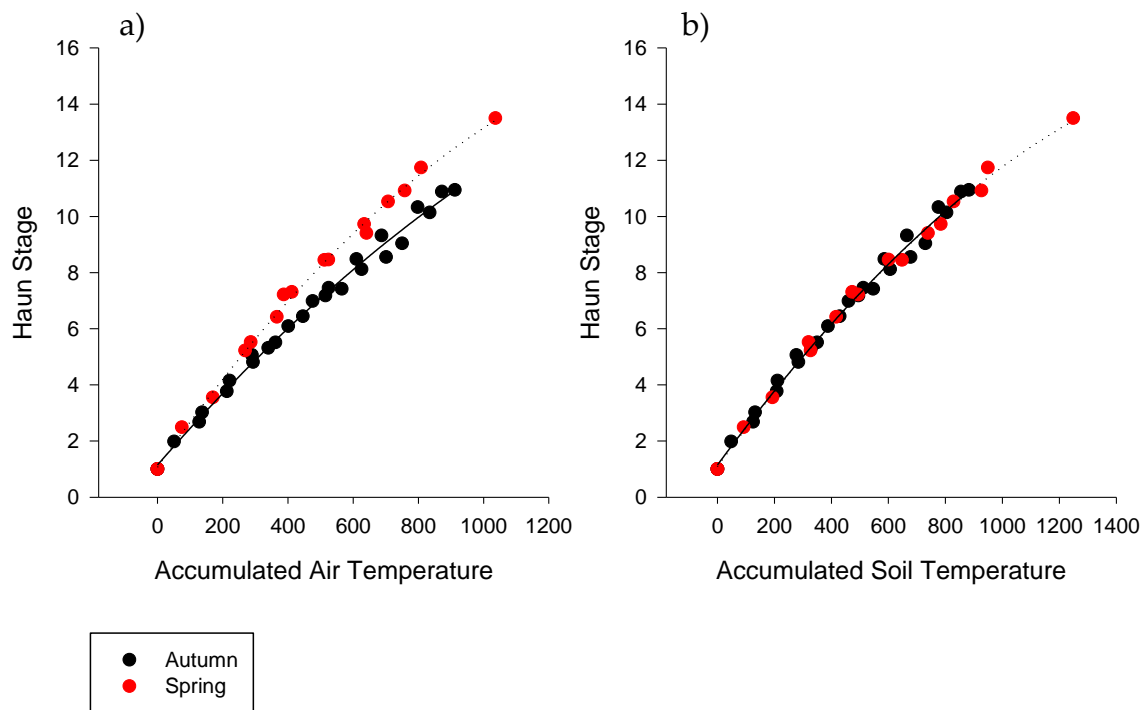 a)
16
14
12
10
8
6
4
2
0
Haun Stage
0 200 400 600 800 1000 1200
Accumulated Air Temperature
b)
16
14
12
10
8
6
4
2
0
Haun Stage
0 200 400 600 800 1000 1200 1400
Accumulated Soil Temperature
Autumn
Spring